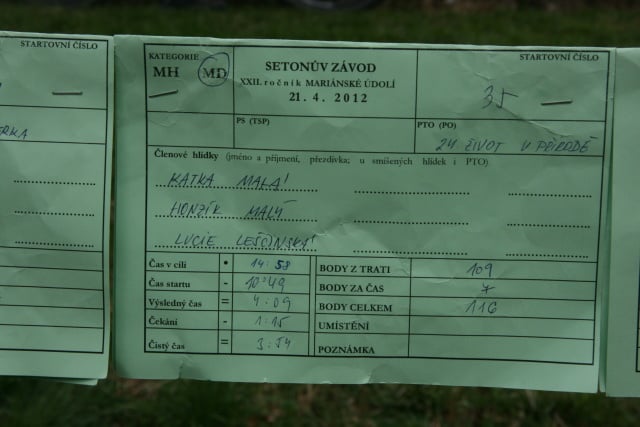 STARTOVNÍ ČÍSLO
KATEGORIE
MH MD
SETONŮV ZÁVOD
XXII. ročník MARIÁNSKÉ ÚDOLÍ
21. 4. 2012
STARTOVNÍ ČÍSLO
35
PS (TSP)
PTO (PO)
24 ŽIVOT V PŘÍRODĚ
Členové hlídky (jméno a příjmení, přezdívka; u smíšených hlídek i PTO)
KATKA MALÁ
HONZÍK MALÝ
LUCIE
Čas v cíli • 14:58
Čas startu - 10:49
Výsledný čas = 4:09
Čekání - 1:15
Čistý čas =
BODY Z TRATI 109
BODY ZA ČAS 7
BODY CELKEM 116
UMÍSTĚNÍ
POZNÁMKA